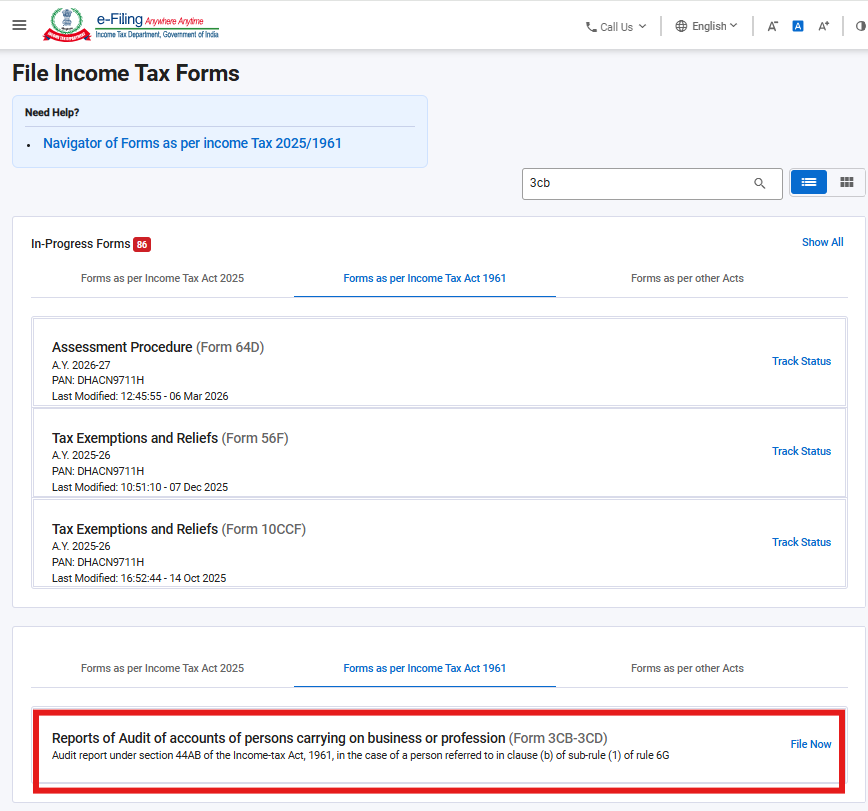 e-Filing Anywhere Anytime
Income Tax Department, Government of India
Call Us
English
A-
A
A+
File Income Tax Forms
Need Help?
Navigator of Forms as per income Tax 2025/1961
3cb
In-Progress Forms 86
Show All
Forms as per Income Tax Act 2025
Forms as per Income Tax Act 1961
Forms as per other Acts
Assessment Procedure (Form 64D)
A.Y. 2026-27
PAN: DHACN9711H
Last Modified: 12:45:55 - 06 Mar 2026
Track Status
Tax Exemptions and Reliefs (Form 56F)
A.Y. 2025-26
PAN: DHACN9711H
Last Modified: 10:51:10 - 07 Dec 2025
Track Status
Tax Exemptions and Reliefs (Form 10CCF)
A.Y. 2025-26
PAN: DHACN9711H
Last Modified: 16:52:44 - 14 Oct 2025
Track Status
Forms as per Income Tax Act 2025
Forms as per Income Tax Act 1961
Forms as per other Acts
Reports of Audit of accounts of persons carrying on business or profession (Form 3CB-3CD)
Audit report under section 44AB of the Income-tax Act, 1961, in the case of a person referred to in clause (b) of sub-rule (1) of rule 6G
File Now